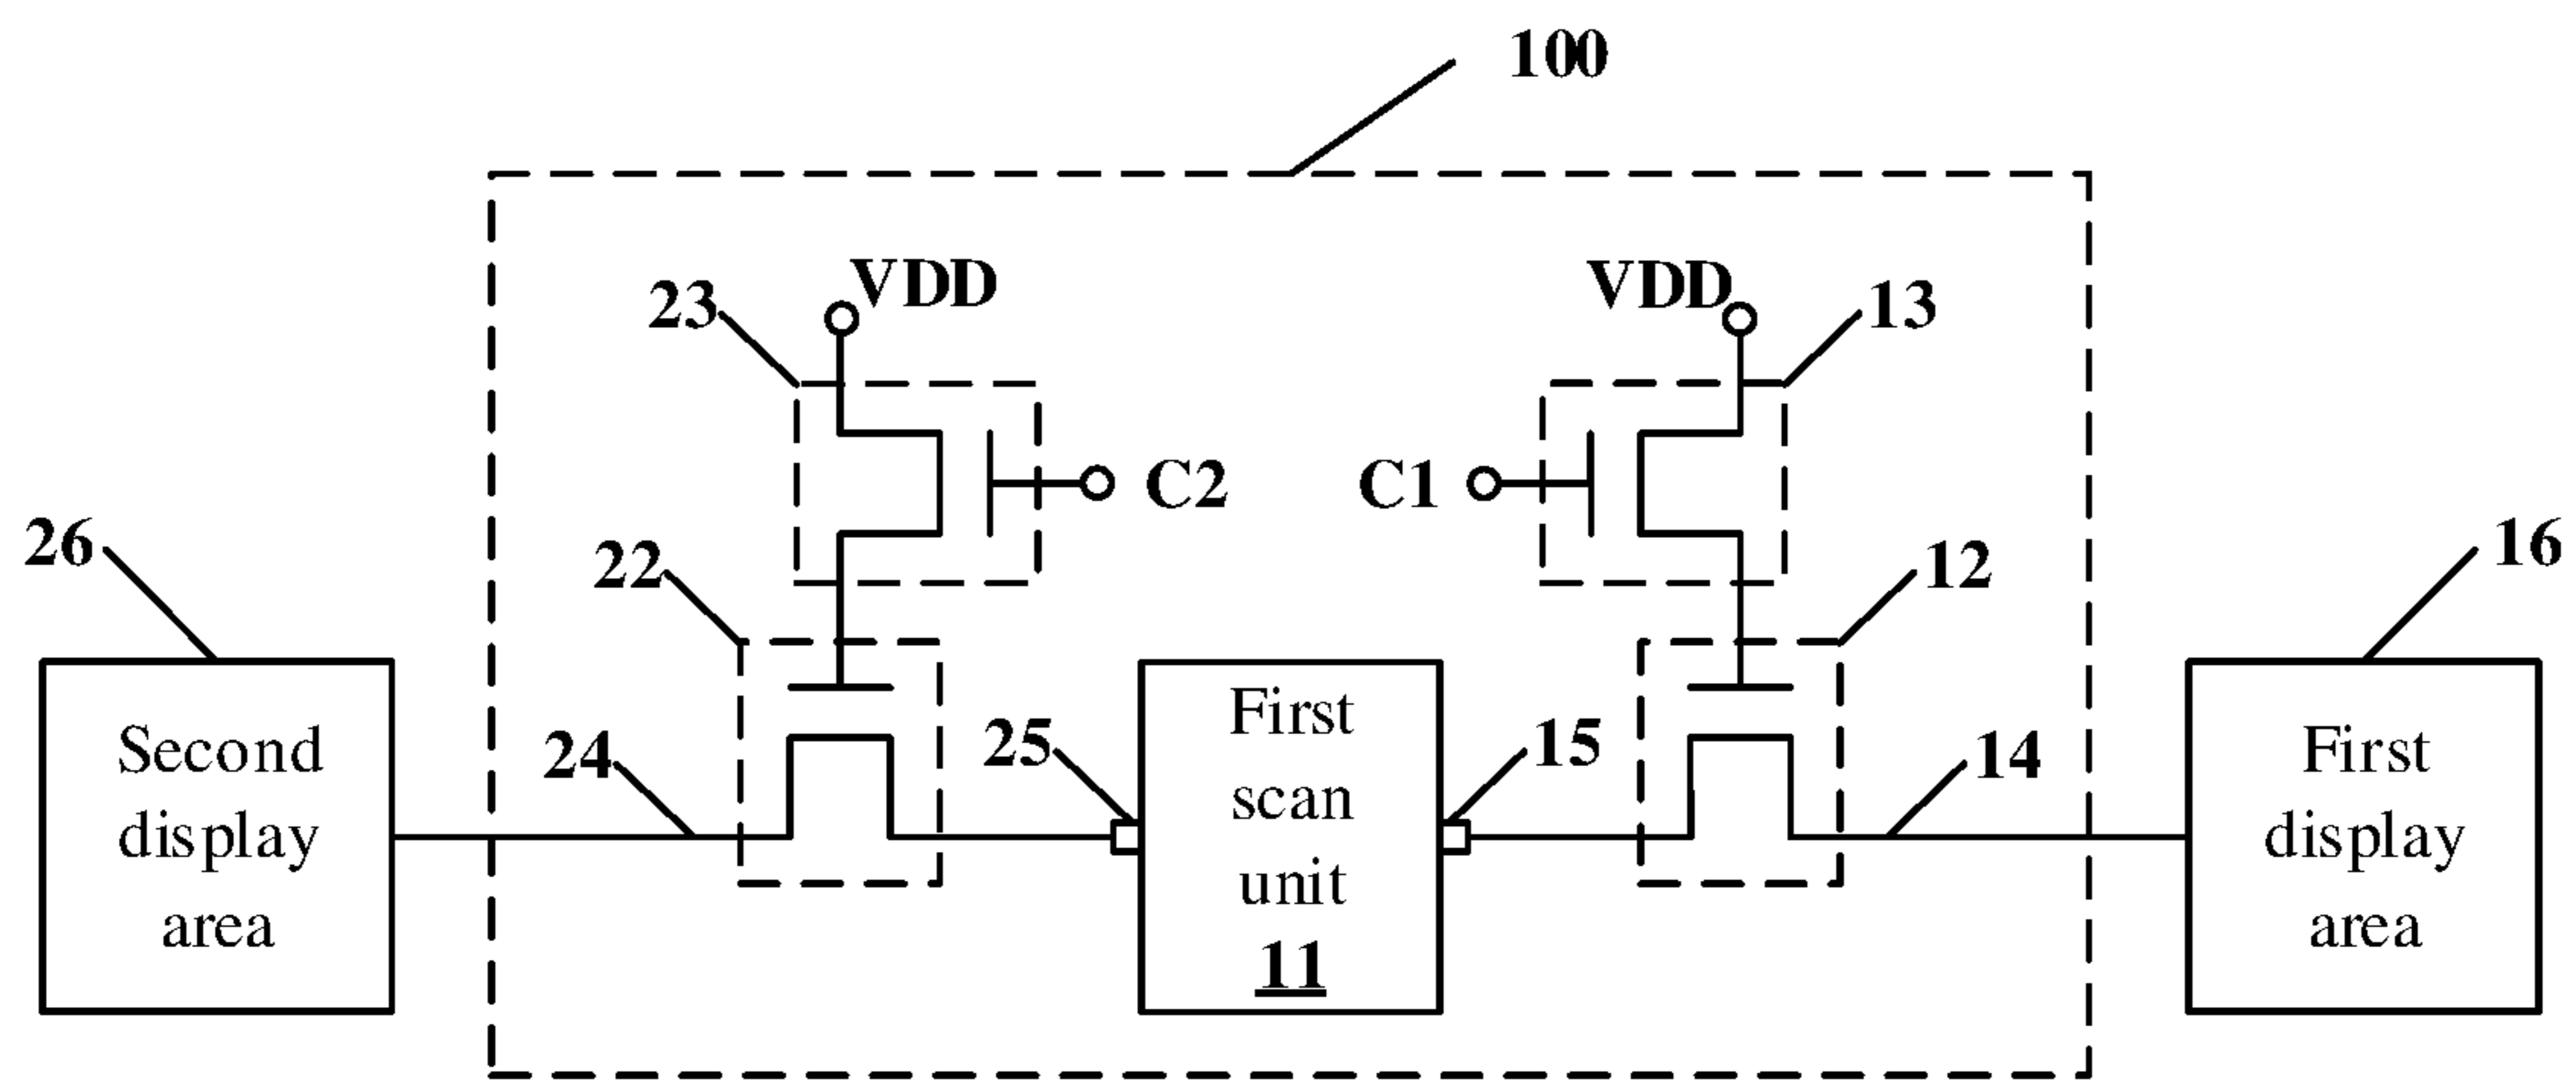 100
VDD
VDD
23
13
C2
C1
26
22
12
16
24
25
15
14
Second
display
area
First
scan
unit
11
First
display
area